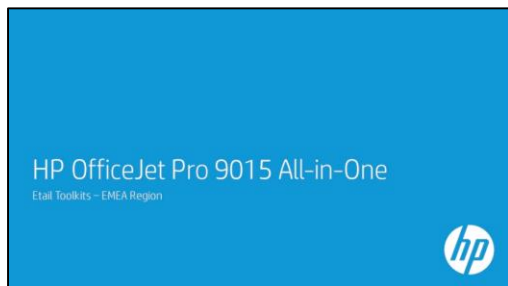 HP OfficeJet Pro 9015 All-in-One
Etail Toolkits – EMEA Region
hp